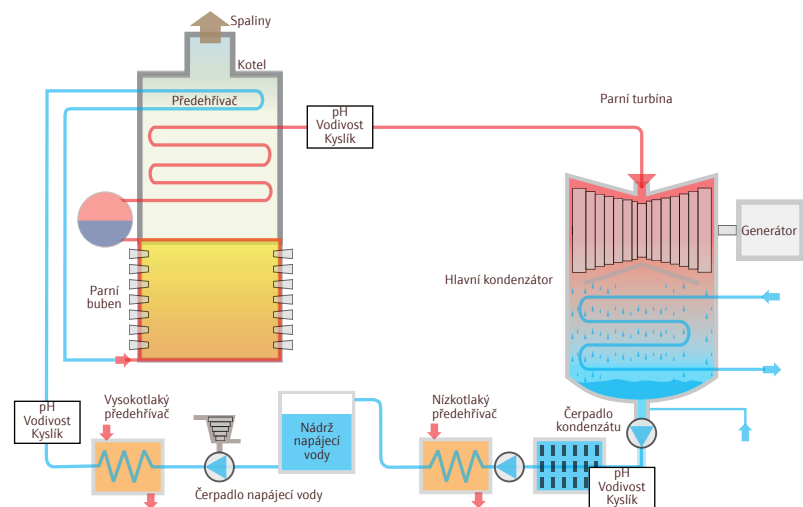 Spaliny
Kotel
Předehřívač
pH
Vodivost
Kyslík
Parní turbína
Generátor
Hlavní kondenzátor
Parní
buben
pH
Vodivost
Kyslík
Vysokotlaký
předehřívač
Nádrž
napájecí
vody
Čerpadlo napájecí vody
Nízkotlaký
předehřívač
Čerpadlo
kondenzátu
pH
Vodivost
Kyslík